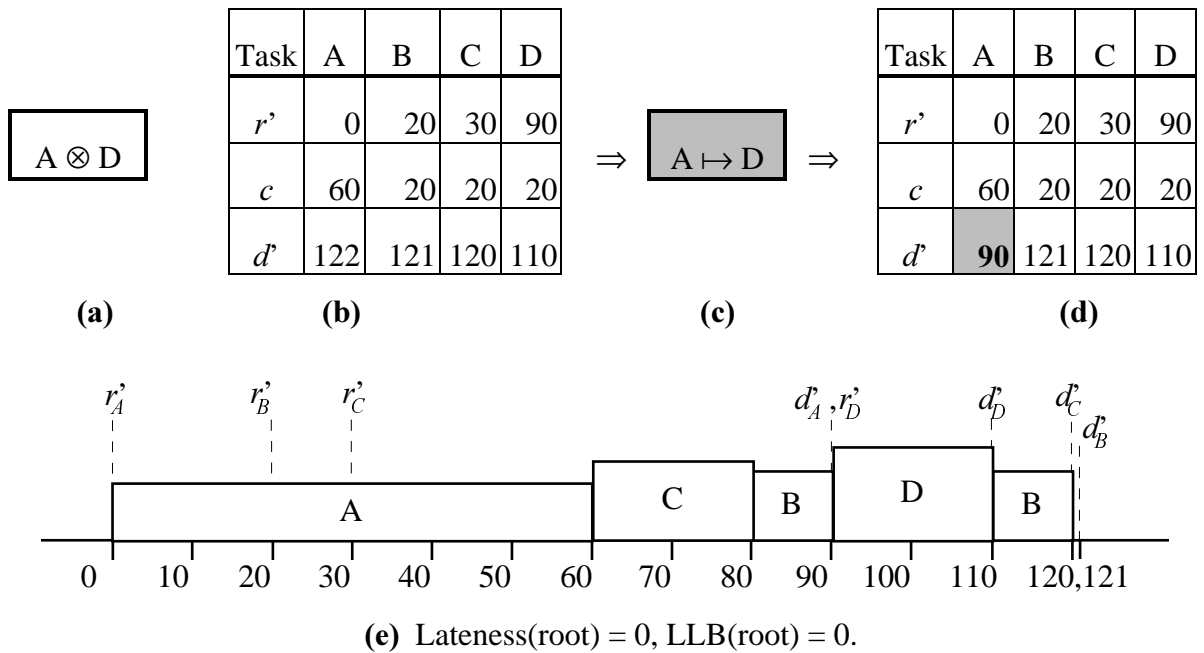 A ⊗ D
Task A B C D
r’ 0 20 30 90
c 60 20 20 20
d’ 122 121 120 110
⇒
A ↦ D
⇒
Task A B C D
r’ 0 20 30 90
c 60 20 20 20
d’ 90 121 120 110
(a) (b) (c) (d)
r’A r’B r’C d’A ,r’D d’D d’C d’B
A C B D B
0 10 20 30 40 50 60 70 80 90 100 110 120,121
(e) Lateness(root) = 0, LLB(root) = 0.